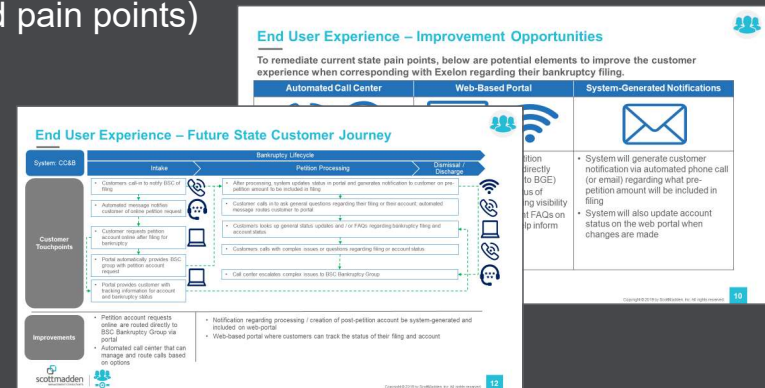 d pain points)
End User Experience – Improvement Opportunities
To remediate current state pain points, below are potential elements to improve the customer
experience when corresponding with Exelon regarding their bankruptcy filing.
Automated Call Center
Web-Based Portal
System-Generated Notifications
tition
directly
to BGE)
us of
ng visibility
nt FAQs on
lp inform
• System will generate customer
notification via automated phone call
(or email) regarding what pre-
petition amount will be included in
filing
• System will also update account
status on the web portal when
changes are made
10
End User Experience – Future State Customer Journey
System: CC&B
Bankruptcy Lifecycle
Intake
Petition Processing
Dismissal /
Discharge
Customer
Touchpoints
• Customers call-in to notify BSC of
filing
• Automated message notifies
customer of online petition request
• Customer requests petition
account online after filing for
bankruptcy
• Portal automatically provides BSC
group with petition account
request
• Portal provides customer with
tracking information for account
and bankruptcy status
• After processing, system updates status in portal and generates notification to customer on pre-
petition amount to be included in filing
• Customer calls in to ask general questions regarding their filing or their account; automated
message routes customer to portal
• Customer's looks up general status updates and / or FAQs regarding bankruptcy filing and
account status
• Customers calls with complex issues or questions regarding filing or account status
• Call center escalates complex issues to BSC Bankruptcy Group
Improvements
• Petition account requests
online are routed directly to
BSC Bankruptcy Group via
portal
• Automated call center that can
manage and route calls based
on options
• Notification regarding processing / creation of post-petition account be system-generated and
included on web-portal
• Web-based portal where customers can track the status of their filing and account
scottmadden
12